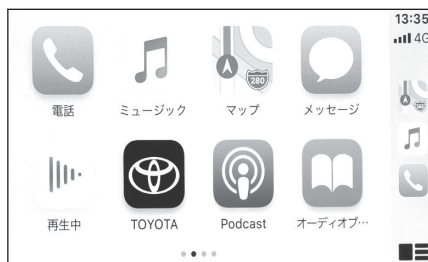 電話
ミュージック
マップ
280
メッセージ
再生中
TOYOTA
Podcast
オーディオブ…
13:35
4G